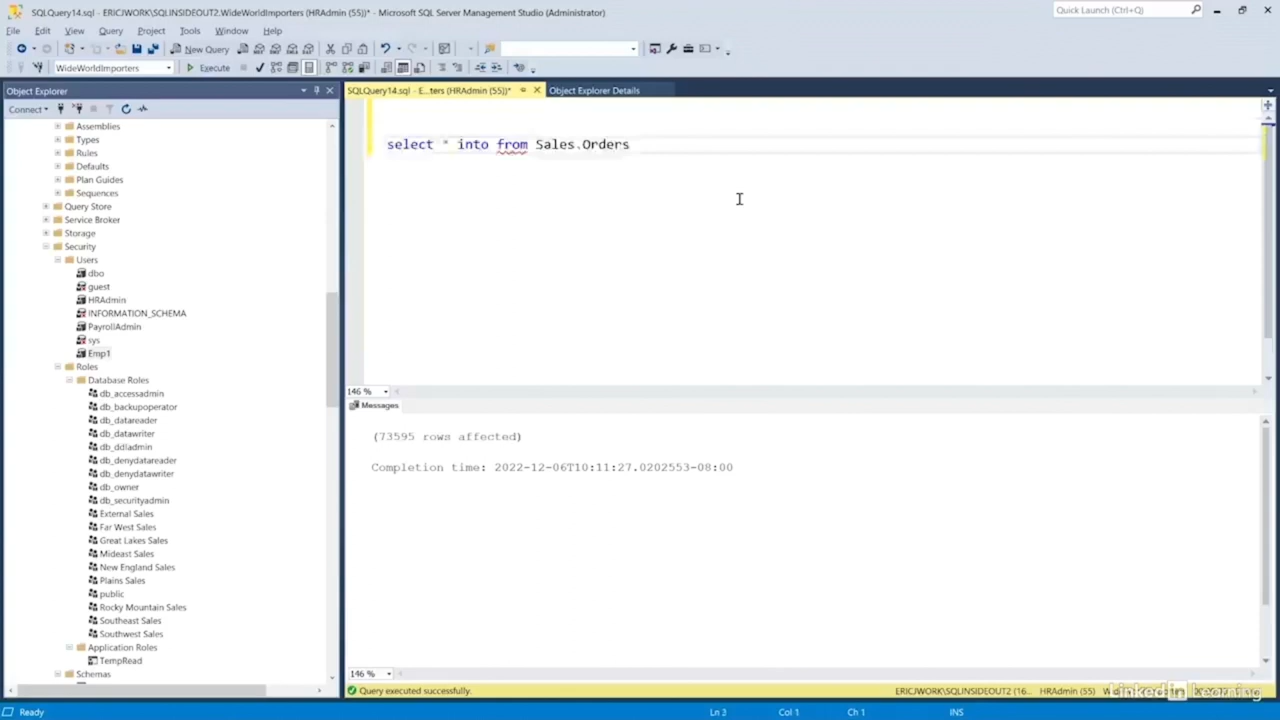 SQLQuery14.sql - ERICJWORK\SQLINSIDEOUT2.WideWorldImporters (HRAdmin (55))* - Microsoft SQL Server Management Studio (Administrator)
Quick Launch (Ctrl+Q)
File Edit View Query Project Tools Window Help
New Query
WideWorldImporters
Execute
Object Explorer
Connect
Assemblies
Types
Rules
Defaults
Plan Guides
Sequences
Query Store
Service Broker
Storage
Security
Users
dbo
guest
HRAdmin
INFORMATION_SCHEMA
PayrollAdmin
sys
Emp1
Roles
Database Roles
db_accessadmin
db_backupoperator
db_datareader
db_datawriter
db_ddladmin
db_denydatareader
db_denydatawriter
db_owner
db_securityadmin
External Sales
Far West Sales
Great Lakes Sales
Mideast Sales
New England Sales
Plains Sales
public
Rocky Mountain Sales
Southeast Sales
Southwest Sales
Application Roles
TempRead
Schemas
SQLQuery14.sql - E...ters (HRAdmin (55))*
Object Explorer Details
select * into from Sales.Orders
146 %
Messages
(73595 rows affected)
Completion time: 2022-12-06T10:11:27.0202553-08:00
146 %
Query executed successfully.
ERICJWORK\SQLINSIDEOUT2 (16... HRAdmin (55)
Linked in Learning
Ready
Ln 3 Col 1 Ch 1 INS